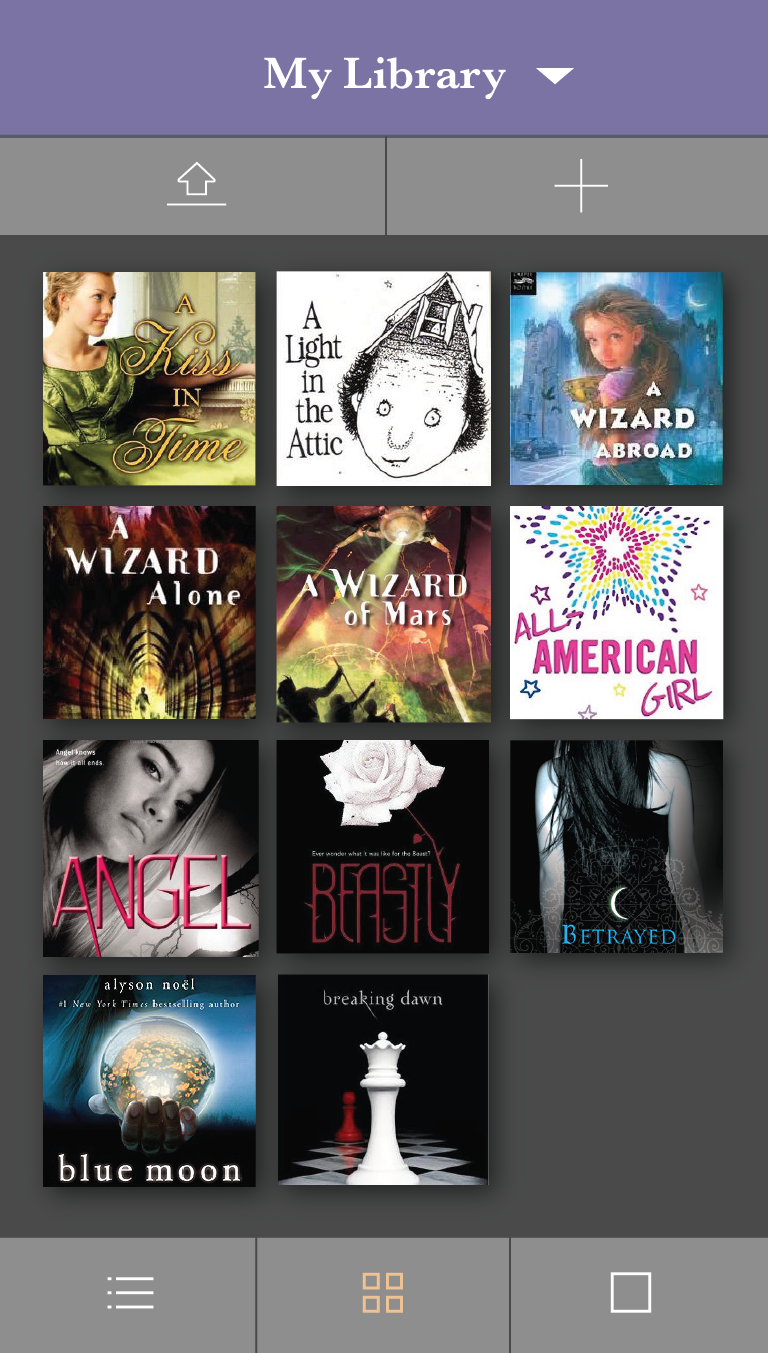 My Library
A
Kiss
IN
Time
A
Light
in
the
Attic
A
WIZARD
ABROAD
A
WIZARD
Alone
A WIZARD
of Mars
ALL-
AMERICAN
GIRL
Angel knows
how it all ends.
ANGEL
Ever wonder what it was like for the Beast?
BEASTLY
BETRAYED
alyson noël
#1 New York Times bestselling author
blue moon
breaking dawn